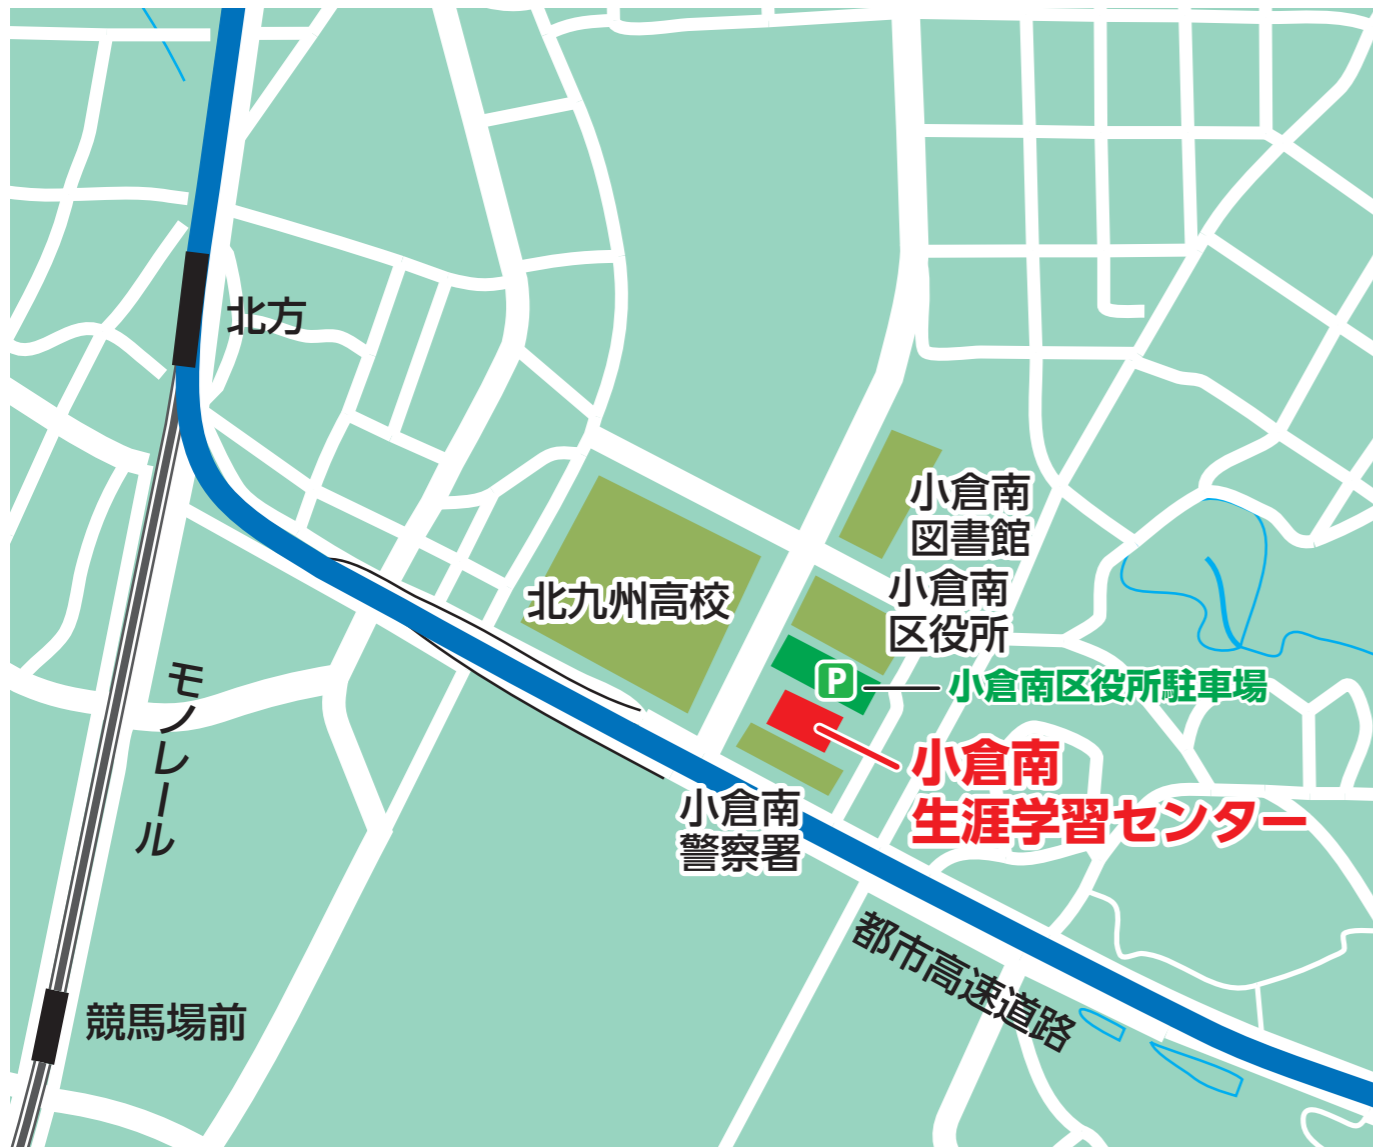 北方
小倉南
図書館
北九州高校
小倉南
区役所
P
小倉南区役所駐車場
モノレール
小倉南
生涯学習センター
小倉南
警察署
都市高速道路
競馬場前